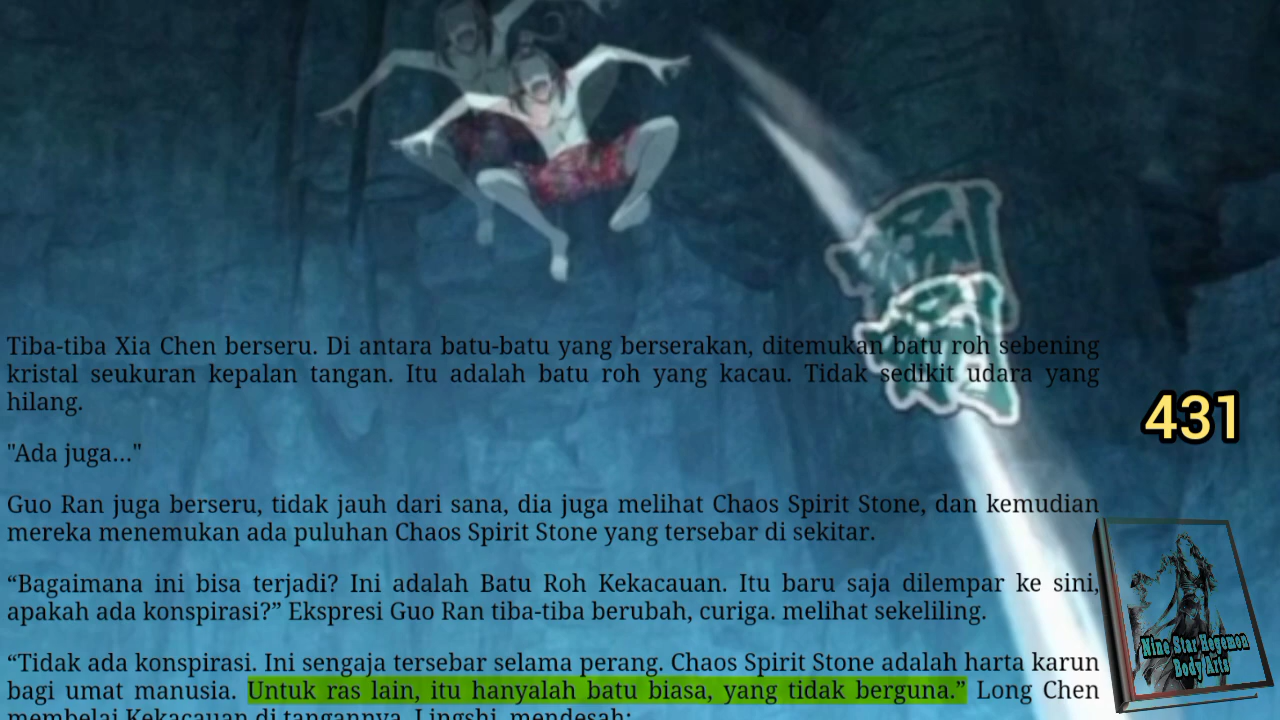 Tiba-tiba Xia Chen berseru. Di antara batu-batu yang berserakan, ditemukan batu roh sebening
kristal seukuran kepalan tangan. Itu adalah batu roh yang kacau. Tidak sedikit udara yang
hilang.
"Ada juga..."
Guo Ran juga berseru, tidak jauh dari sana, dia juga melihat Chaos Spirit Stone, dan kemudian
mereka menemukan ada puluhan Chaos Spirit Stone yang tersebar di sekitar.
“Bagaimana ini bisa terjadi? Ini adalah Batu Roh Kekacauan. Itu baru saja dilempar ke sini,
apakah ada konspirasi?” Ekspresi Guo Ran tiba-tiba berubah, curiga. melihat sekeliling.
“Tidak ada konspirasi. Ini sengaja tersebar selama perang. Chaos Spirit Stone adalah harta karun
bagi umat manusia. Untuk ras lain, itu hanyalah batu biasa, yang tidak berguna.” Long Chen
membelai Kekacauan di tangannya. Lingshi, mendesah:
431
Nine Star Hegemon
Body Arts